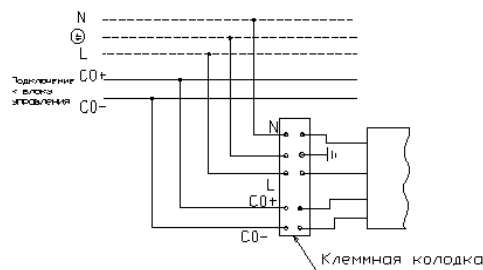 N
L
Подключение
к блоку
управления
CO+
CO-
N
L
CO+
CO-
Клеммная колодка